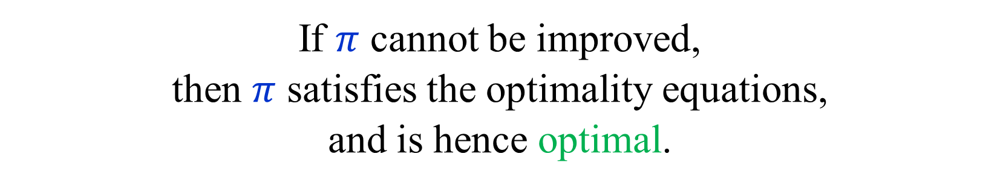 If π cannot be improved,
then π satisfies the optimality equations,
and is hence optimal.